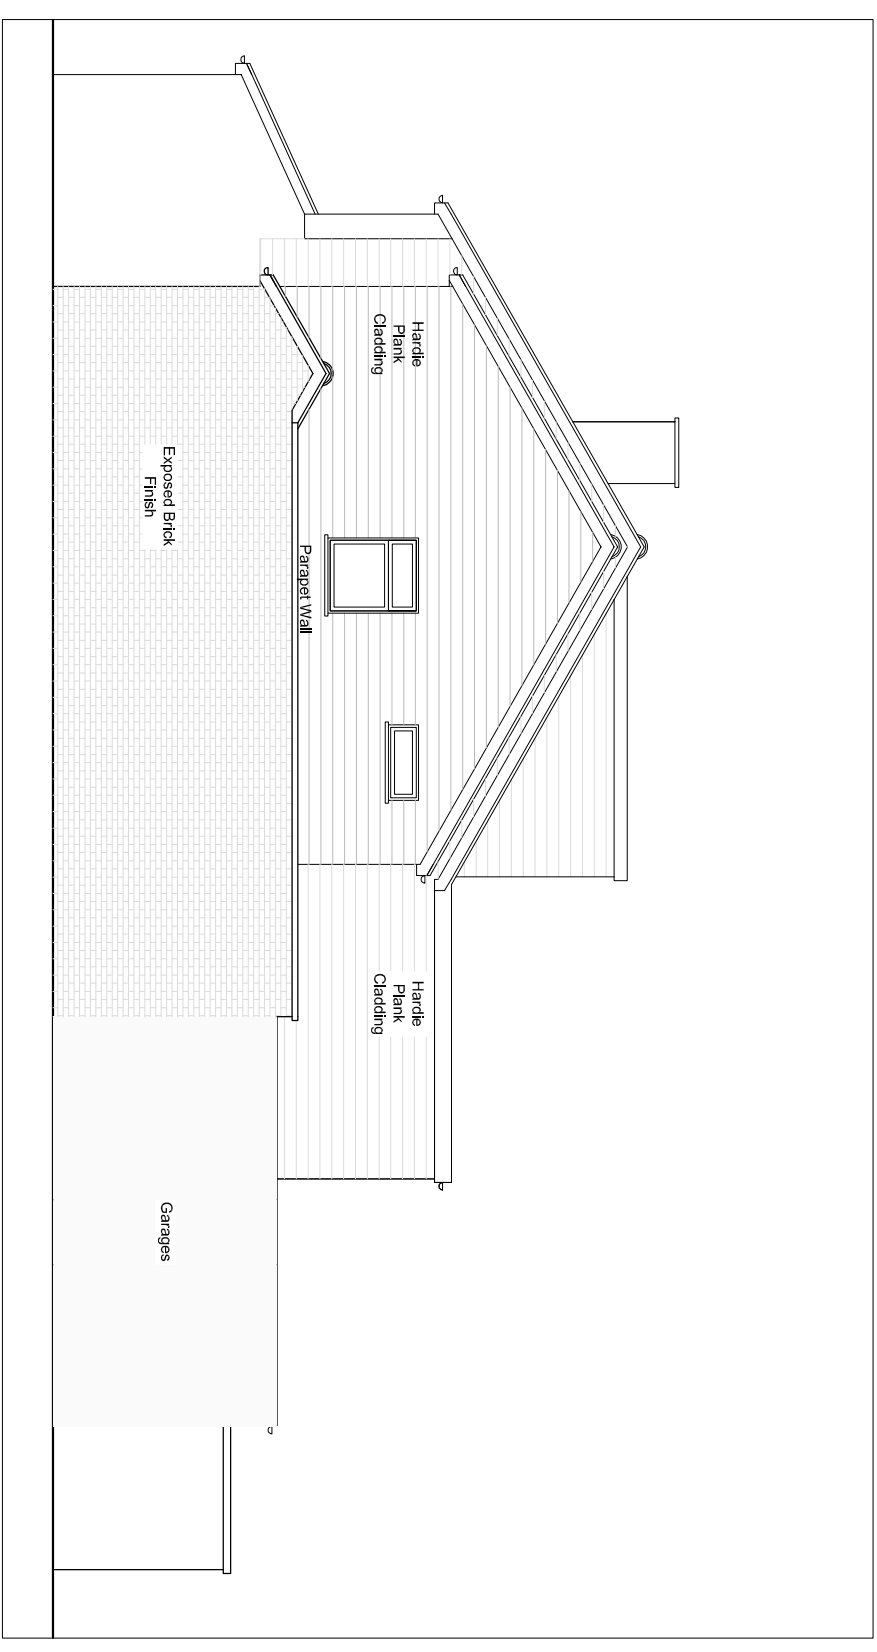 Hardie
Plank
Cladding
Exposed Brick
Finish
Parapet Wall
Hardie
Plank
Cladding
Garages